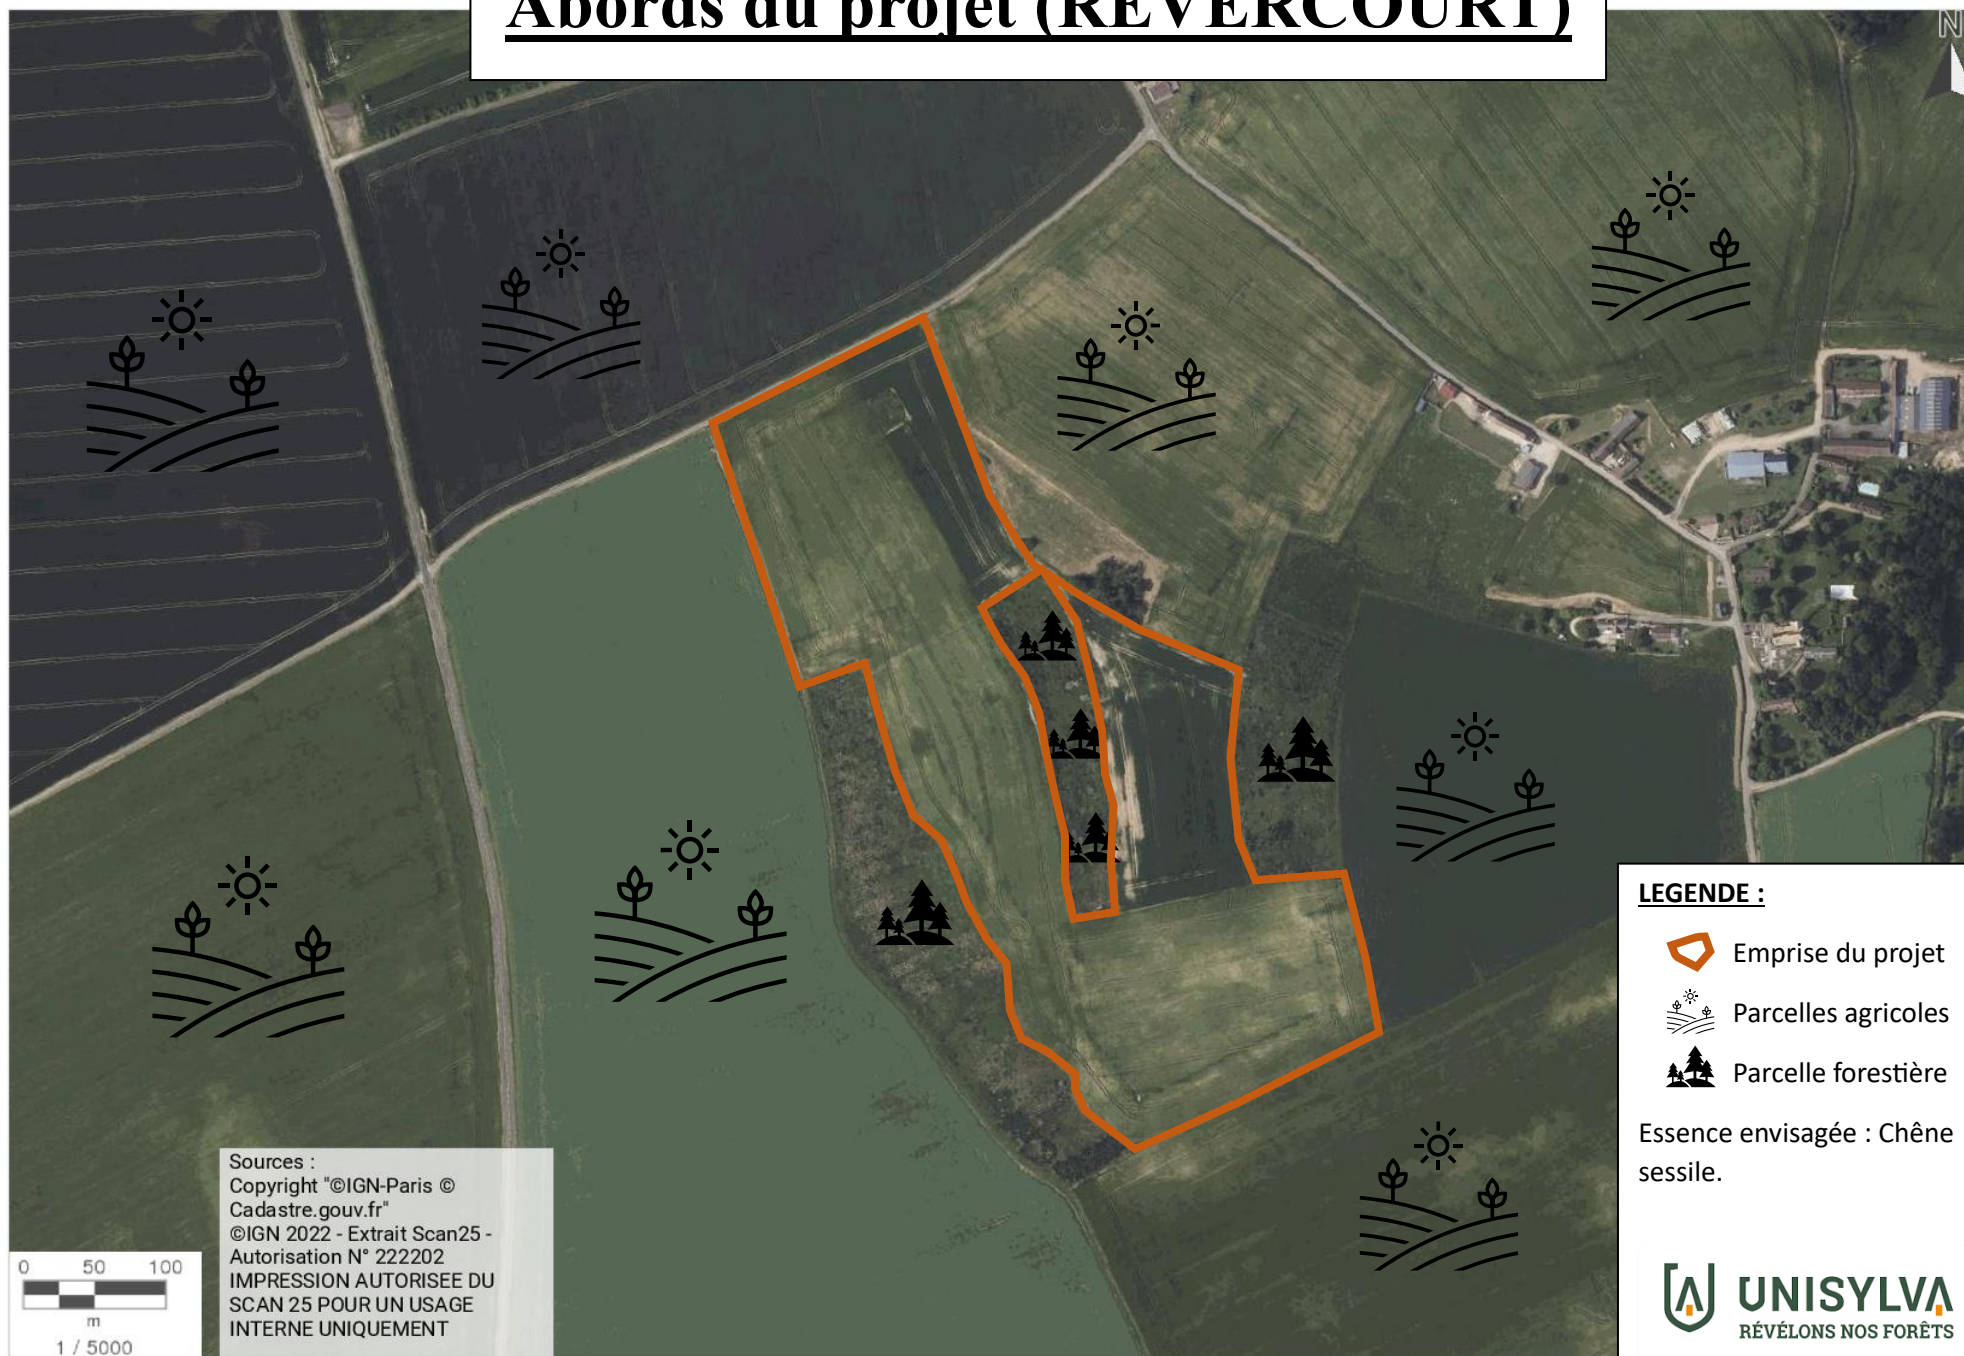 Abords du projet (REVERCOURT)
N
LEGENDE :
Emprise du projet
Parcelles agricoles
Parcelle forestière
Essence envisagée : Chêne
sessile.
Sources :
Copyright "©IGN-Paris ©
Cadastre.gouv.fr"
©IGN 2022 - Extrait Scan25 -
Autorisation N° 222202
IMPRESSION AUTORISEE DU
SCAN 25 POUR UN USAGE
INTERNE UNIQUEMENT
0 50 100
m
1 / 5000
UNISYLVA
RÉVÉLONS NOS FORÊTS